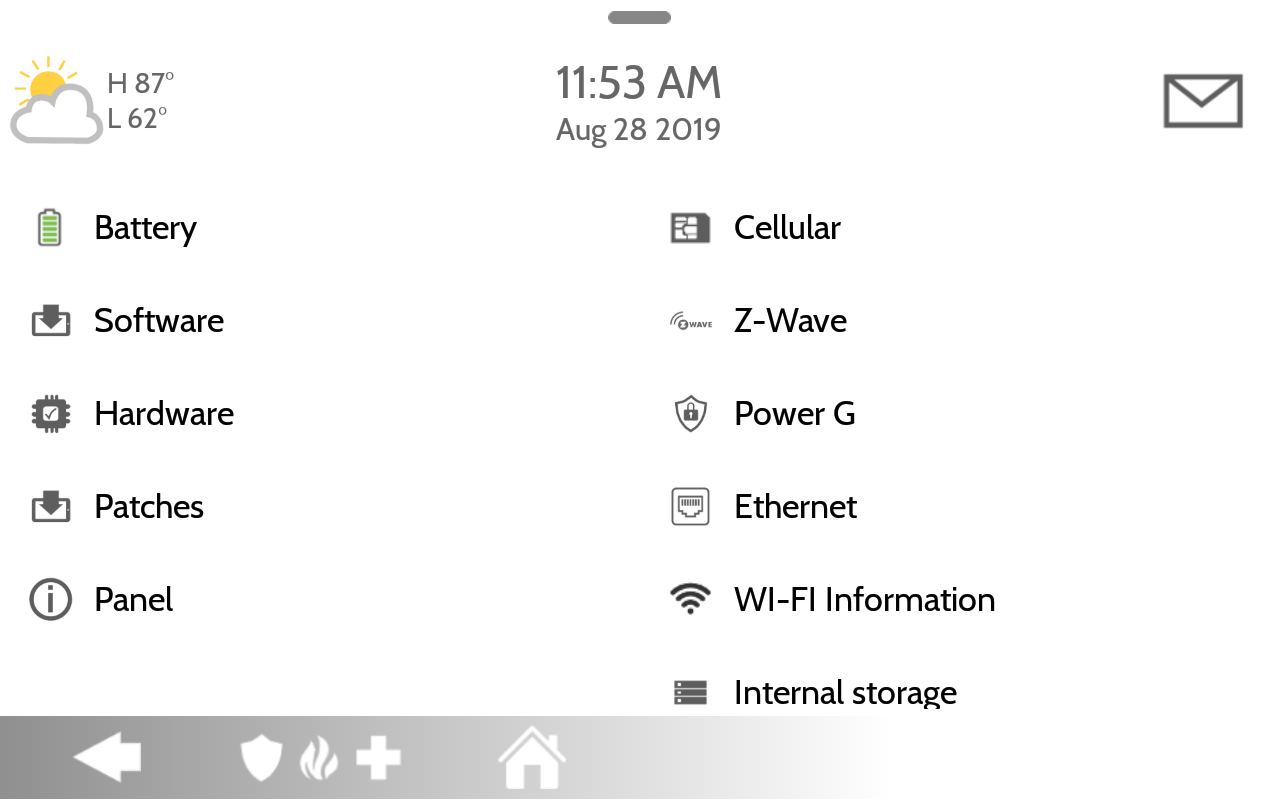 H 87°
L 62°
11:53 AM
Aug 28 2019
Battery
Software
Hardware
Patches
Panel
Cellular
Z-WAVE Z-Wave
Power G
Ethernet
WI-FI Information
Internal storage